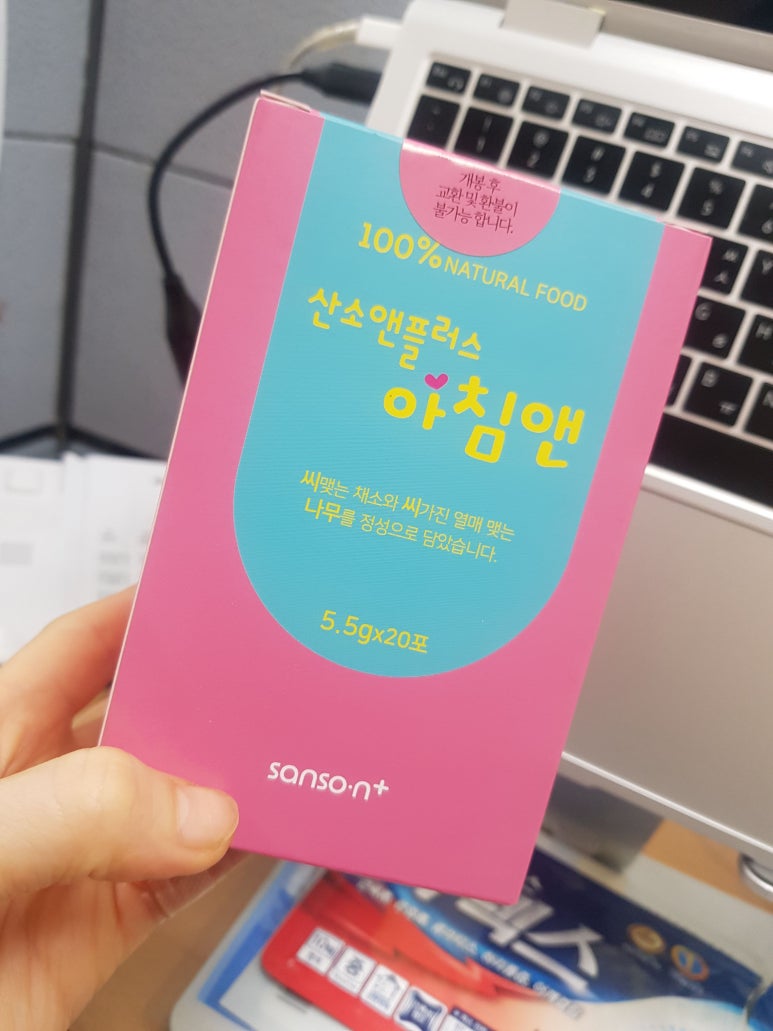 개봉 후
교환 및 환불이
불가능 합니다.
100% NATURAL FOOD
산소앤플러스
아침앤
씨맺는 채소와 씨가진 열매 맺는
나무를 정성으로 담았습니다.
5.5gx20포
sanso·n+